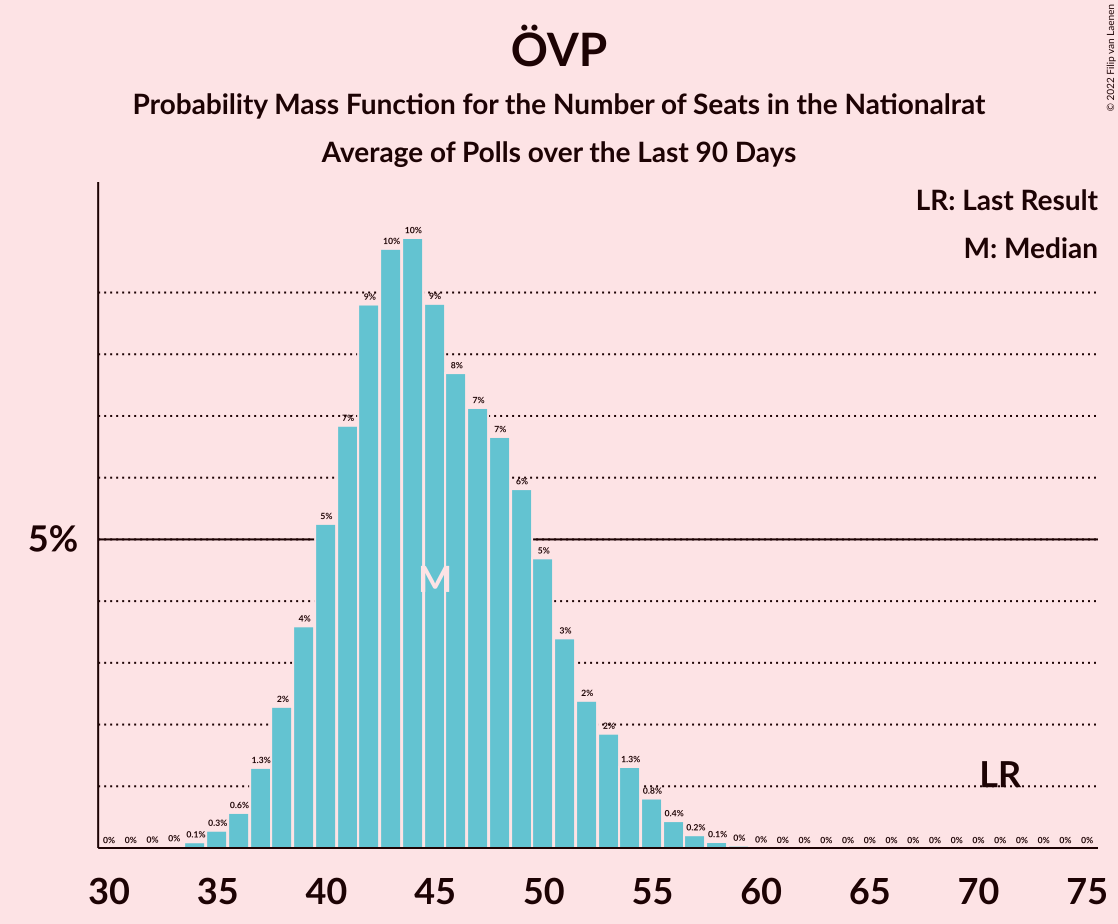 ÖVP
Probability Mass Function for the Number of Seats in the Nationalrat
Average of Polls over the Last 90 Days
© 2022 Filip van Laenen
LR: Last Result
M: Median
5%
0% 0% 0% 0% 0.1% 0.3% 0.6% 1.3% 2% 4% 5% 7% 9% 10% 10% 9% 8% 7% 7% 6% 5% 3% 2% 2% 1.3% 0.8% 0.4% 0.2% 0.1% 0% 0% 0% 0% 0% 0% 0% 0% 0% 0% 0% 0% 0% 0% 0% 0% 0%
M
LR
30 35 40 45 50 55 60 65 70 75